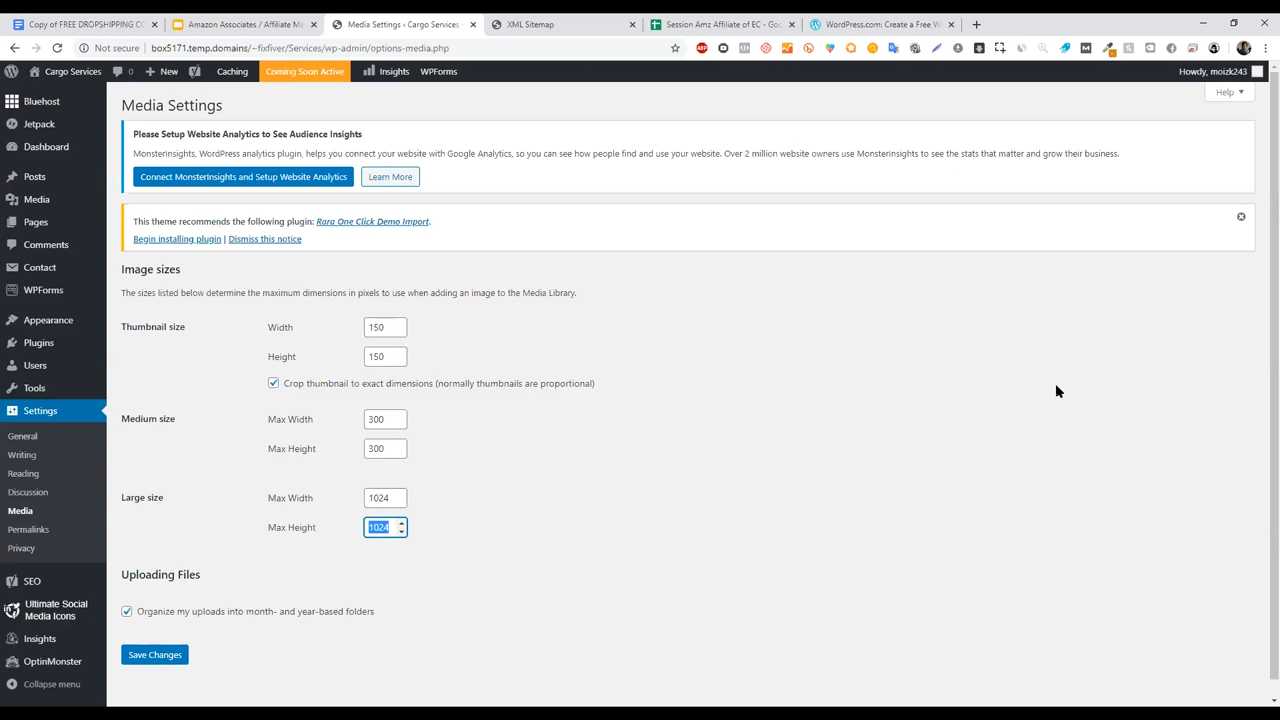 Copy of FREE DROPSHIPPING CO
Amazon Associates / Affiliate Ma
Media Settings ‹ Cargo Services
XML Sitemap
Session Amz Affiliate of EC - Goo
WordPress.com: Create a Free W
Not secure
box5171.temp.domains/~fixfiver/Services/wp-admin/options-media.php
Cargo Services
0
New
Caching
Coming Soon Active
Insights
WPForms
Howdy, moizk243
Bluehost
Jetpack
Dashboard
Posts
Media
Pages
Comments
Contact
WPForms
Appearance
Plugins
Users
Tools
Settings
General
Writing
Reading
Discussion
Media
Permalinks
Privacy
SEO
Ultimate Social
Media Icons
Insights
OptinMonster
Collapse menu
Help
Media Settings
Please Setup Website Analytics to See Audience Insights
MonsterInsights, WordPress analytics plugin, helps you connect your website with Google Analytics, so you can see how people find and use your website. Over 2 million website owners use MonsterInsights to see the stats that matter and grow their business.
Connect MonsterInsights and Setup Website Analytics
Learn More
This theme recommends the following plugin: Rara One Click Demo Import.
Begin installing plugin | Dismiss this notice
Image sizes
The sizes listed below determine the maximum dimensions in pixels to use when adding an image to the Media Library.
Thumbnail size
Width 150
Height 150
Crop thumbnail to exact dimensions (normally thumbnails are proportional)
Medium size
Max Width 300
Max Height 300
Large size
Max Width 1024
Max Height 1024
Uploading Files
Organize my uploads into month- and year-based folders
Save Changes